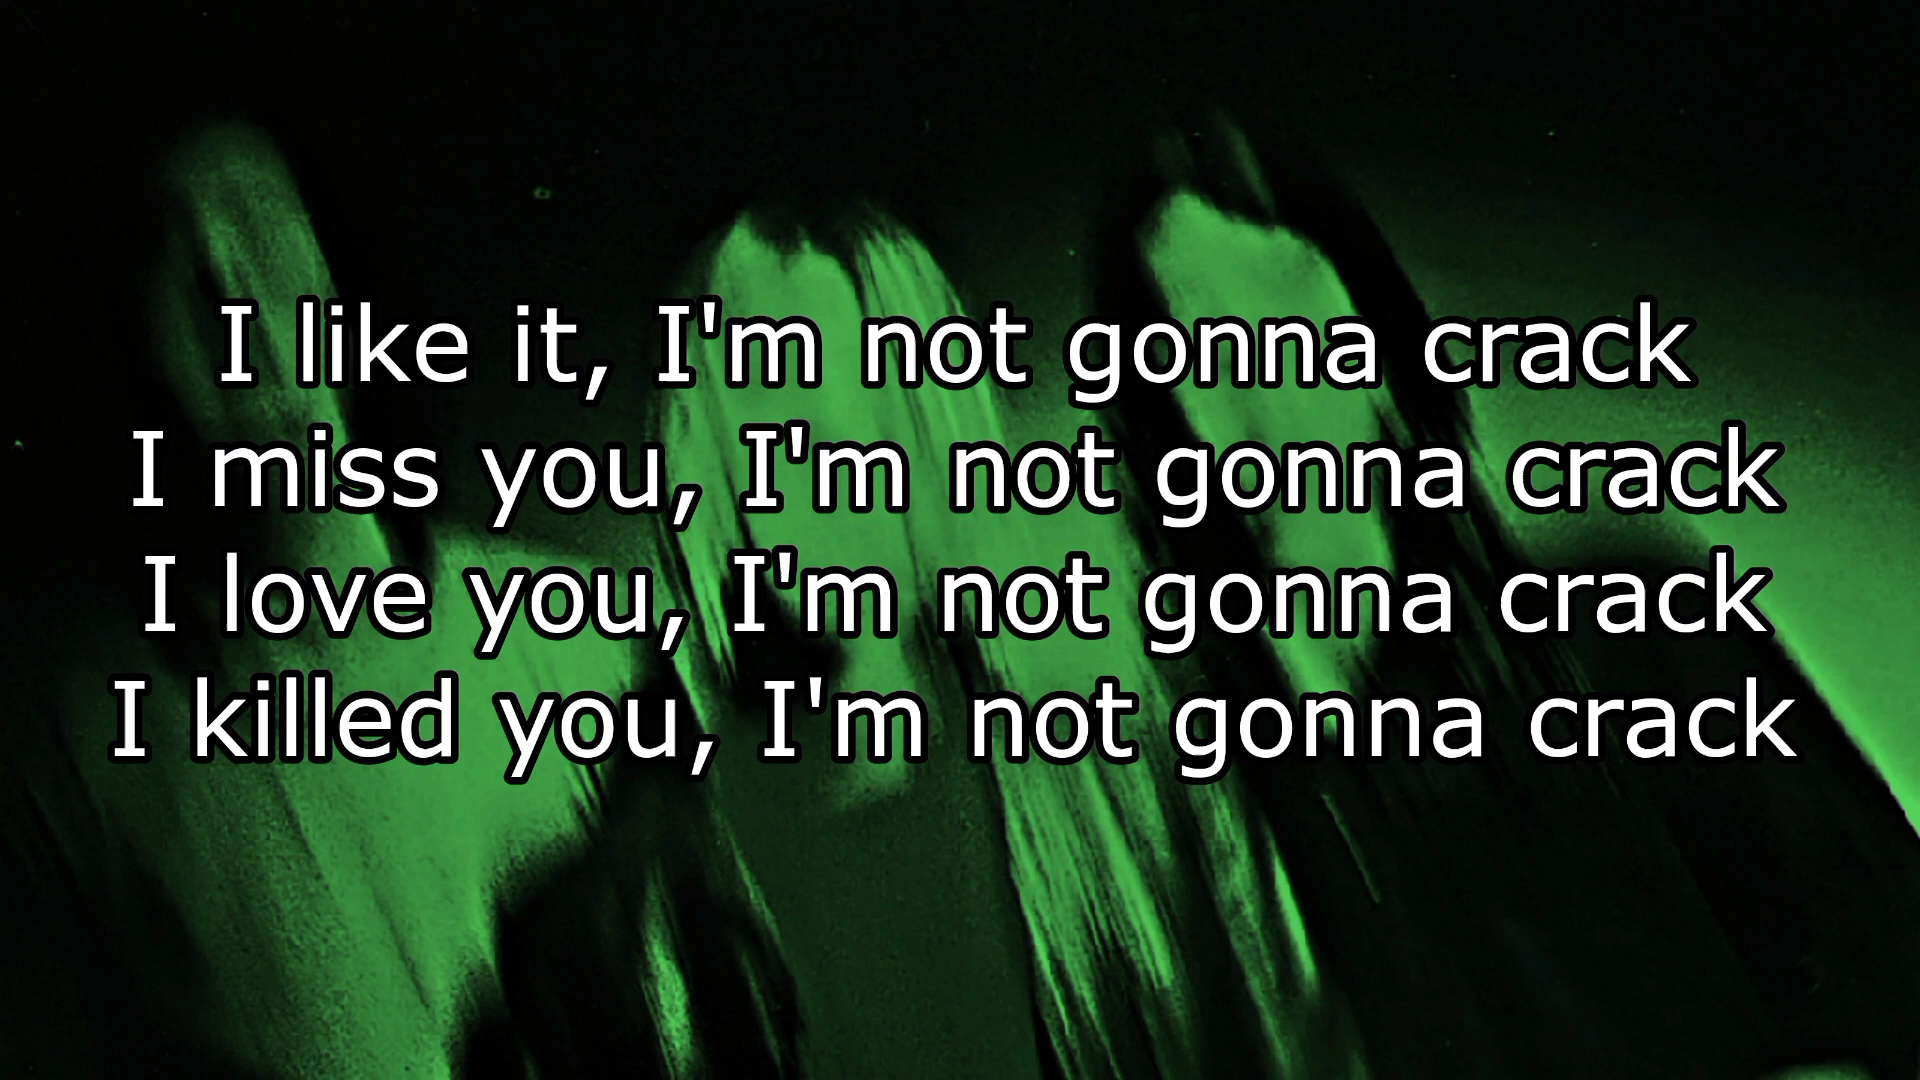 I like it, I'm not gonna crack
I miss you, I'm not gonna crack
I love you, I'm not gonna crack
I killed you, I'm not gonna crack